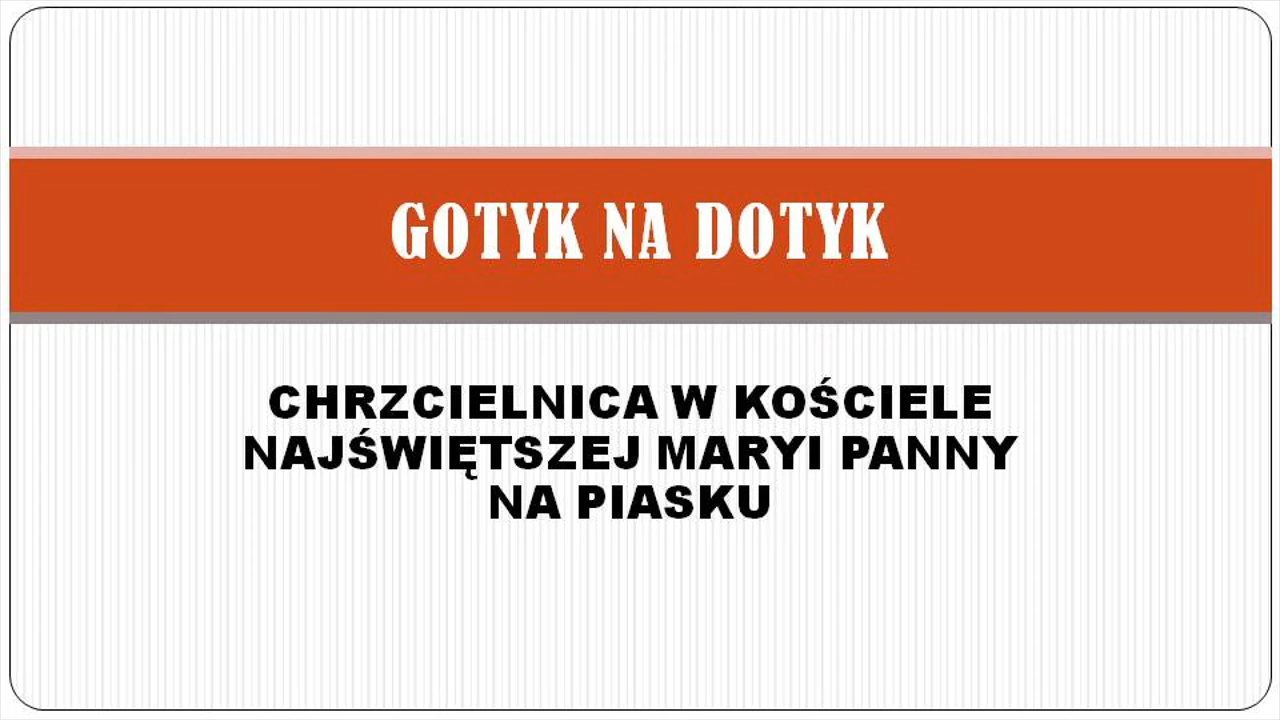 GOTYK NA DOTYK
CHRZCIELNICA W KOŚCIELE
NAJŚWIĘTSZEJ MARYI PANNY
NA PIASKU